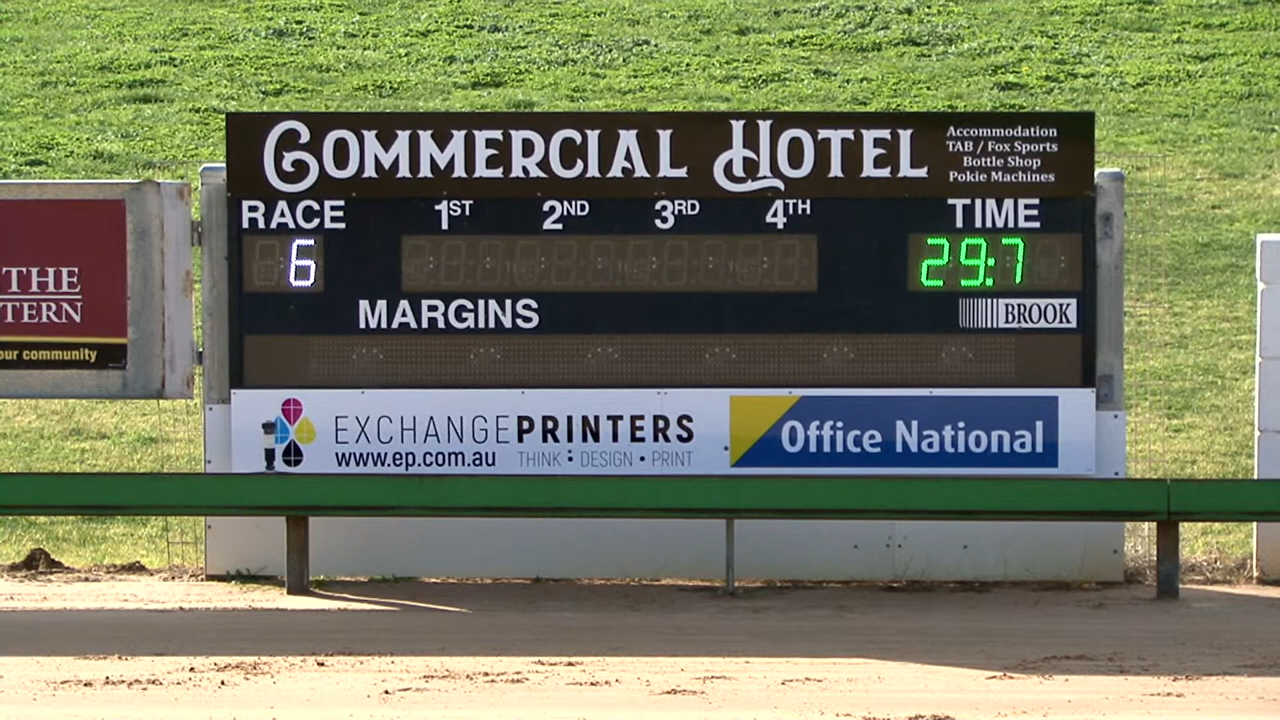 COMMERCIAL HOTEL
Accommodation
TAB / Fox Sports
Bottle Shop
Pokie Machines
RACE 1ST 2ND 3RD 4TH TIME
6 29:7
MARGINS BROOK
THE
TERN
our community
EXCHANGEPRINTERS
www.ep.com.au THINK : DESIGN • PRINT
Office National